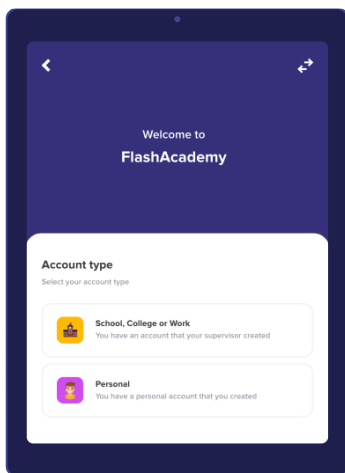 Welcome to
FlashAcademy
Account type
Select your account type
School, College or Work
You have an account that your supervisor created
Personal
You have a personal account that you created